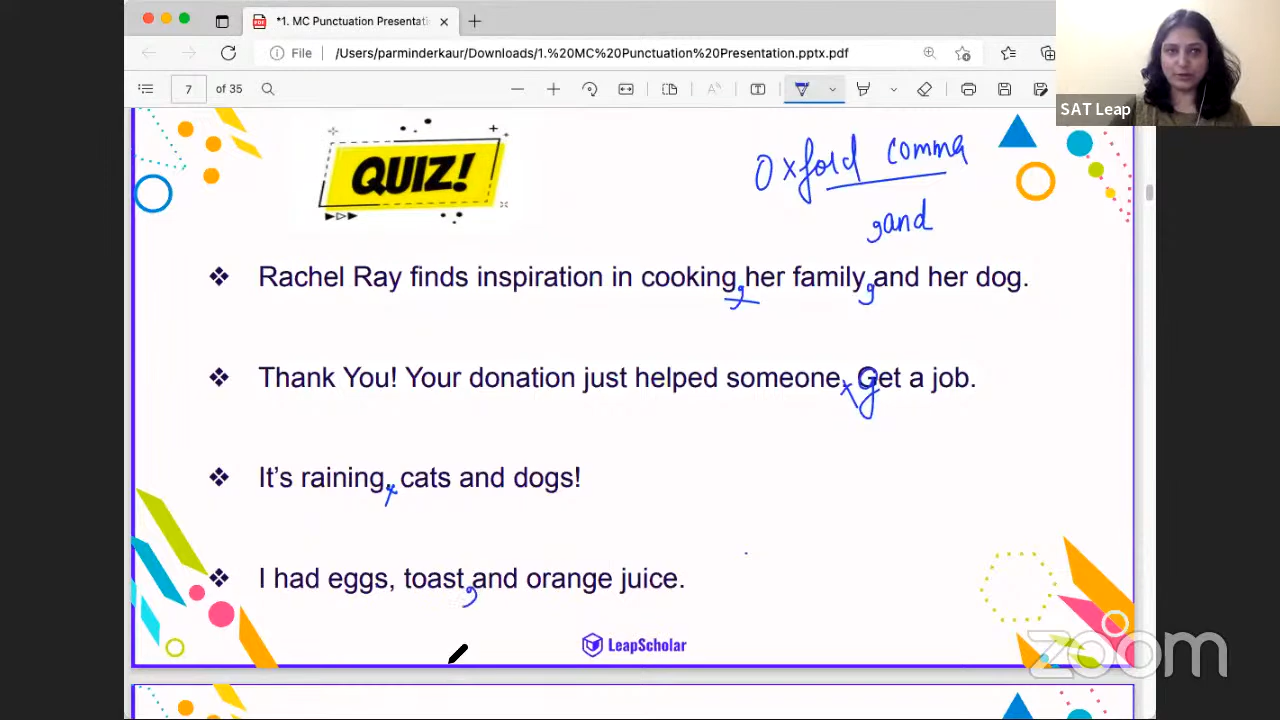 *1. MC Punctuation Presentati
File | /Users/parminderkaur/Downloads/1.%20MC%20Punctuation%20Presentation.pptx.pdf
7 of 35
SAT Leap
QUIZ!
Oxford comma
,and
❖ Rachel Ray finds inspiration in cooking, her family, and her dog.
❖ Thank You! Your donation just helped someone. Get a job.
g
❖ It's raining, cats and dogs!
❖ I had eggs, toast, and orange juice.
LeapScholar
zoom